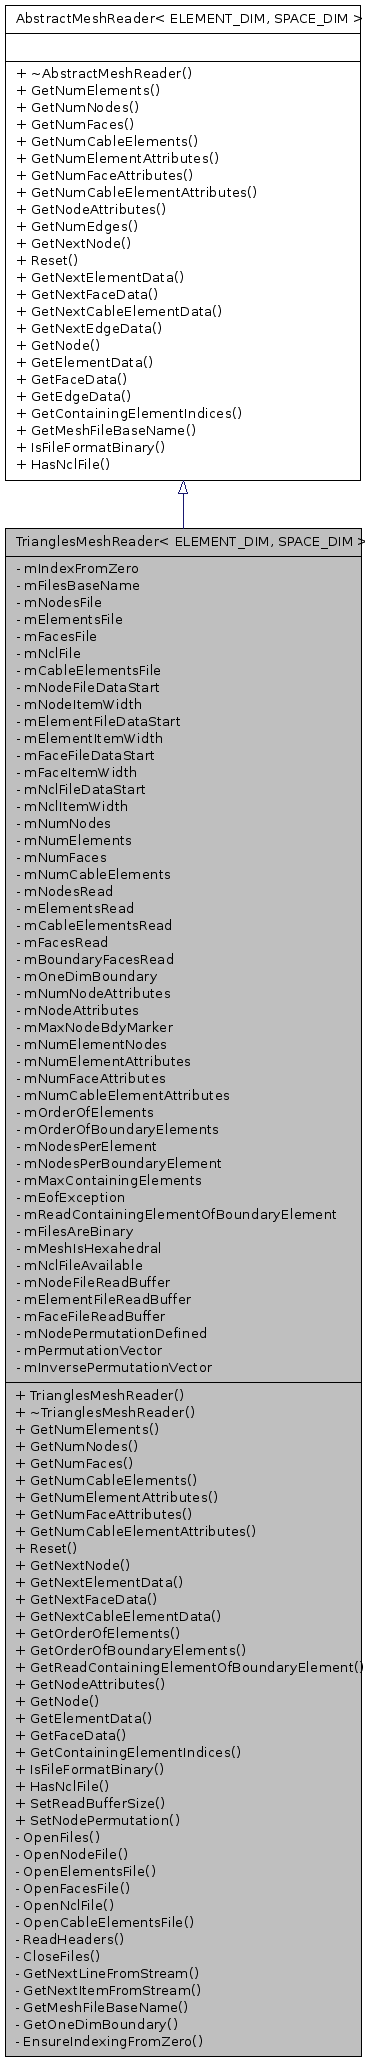 AbstractMeshReader< ELEMENT_DIM, SPACE_DIM >
+ ~AbstractMeshReader()
+ GetNumElements()
+ GetNumNodes()
+ GetNumFaces()
+ GetNumCableElements()
+ GetNumElementAttributes()
+ GetNumFaceAttributes()
+ GetNumCableElementAttributes()
+ GetNodeAttributes()
+ GetNumEdges()
+ GetNextNode()
+ Reset()
+ GetNextElementData()
+ GetNextFaceData()
+ GetNextCableElementData()
+ GetNextEdgeData()
+ GetNode()
+ GetElementData()
+ GetFaceData()
+ GetEdgeData()
+ GetContainingElementIndices()
+ GetMeshFileBaseName()
+ IsFileFormatBinary()
+ HasNclFile()
TrianglesMeshReader< ELEMENT_DIM, SPACE_DIM >
- mIndexFromZero
- mFilesBaseName
- mNodesFile
- mElementsFile
- mFacesFile
- mNclFile
- mCableElementsFile
- mNodeFileDataStart
- mNodeItemWidth
- mElementFileDataStart
- mElementItemWidth
- mFaceFileDataStart
- mFaceItemWidth
- mNclFileDataStart
- mNclItemWidth
- mNumNodes
- mNumElements
- mNumFaces
- mNumCableElements
- mNodesRead
- mElementsRead
- mCableElementsRead
- mFacesRead
- mBoundaryFacesRead
- mOneDimBoundary
- mNumNodeAttributes
- mNodeAttributes
- mMaxNodeBdyMarker
- mNumElementNodes
- mNumElementAttributes
- mNumFaceAttributes
- mNumCableElementAttributes
- mOrderOfElements
- mOrderOfBoundaryElements
- mNodesPerElement
- mNodesPerBoundaryElement
- mMaxContainingElements
- mEofException
- mReadContainingElementOfBoundaryElement
- mFilesAreBinary
- mMeshIsHexahedral
- mNclFileAvailable
- mNodeFileReadBuffer
- mElementFileReadBuffer
- mFaceFileReadBuffer
- mNodePermutationDefined
- mPermutationVector
- mInversePermutationVector
+ TrianglesMeshReader()
+ ~TrianglesMeshReader()
+ GetNumElements()
+ GetNumNodes()
+ GetNumFaces()
+ GetNumCableElements()
+ GetNumElementAttributes()
+ GetNumFaceAttributes()
+ GetNumCableElementAttributes()
+ Reset()
+ GetNextNode()
+ GetNextElementData()
+ GetNextFaceData()
+ GetNextCableElementData()
+ GetOrderOfElements()
+ GetOrderOfBoundaryElements()
+ GetReadContainingElementOfBoundaryElement()
+ GetNodeAttributes()
+ GetNode()
+ GetElementData()
+ GetFaceData()
+ GetContainingElementIndices()
+ IsFileFormatBinary()
+ HasNclFile()
+ SetReadBufferSize()
+ SetNodePermutation()
- OpenFiles()
- OpenNodeFile()
- OpenElementsFile()
- OpenFacesFile()
- OpenNclFile()
- OpenCableElementsFile()
- ReadHeaders()
- CloseFiles()
- GetNextLineFromStream()
- GetNextItemFromStream()
- GetMeshFileBaseName()
- GetOneDimBoundary()
- EnsureIndexingFromZero()